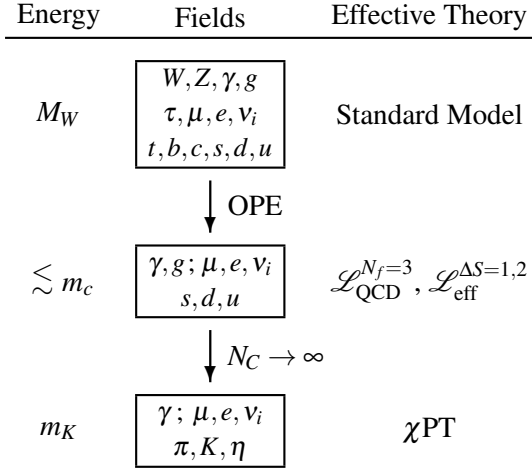 Energy Fields Effective Theory
W, Z, γ, g
τ, μ, e, ν_i
t, b, c, s, d, u
M_W Standard Model
OPE
γ, g ; μ, e, ν_i
s, d, u
≲ m_c ℒ_QCD^{N_f=3}, ℒ_eff^{ΔS=1,2}
N_C → ∞
γ ; μ, e, ν_i
π, K, η
m_K χPT